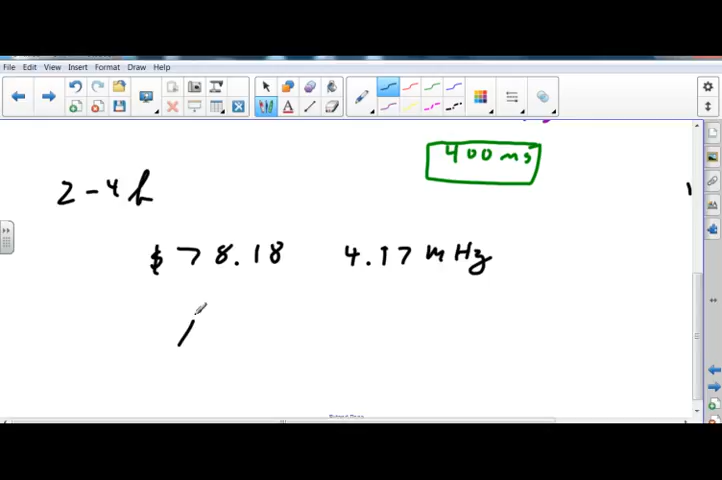 File Edit View Insert Format Draw Help
400 ms
2-4 h
$78.18 4.17 mHz